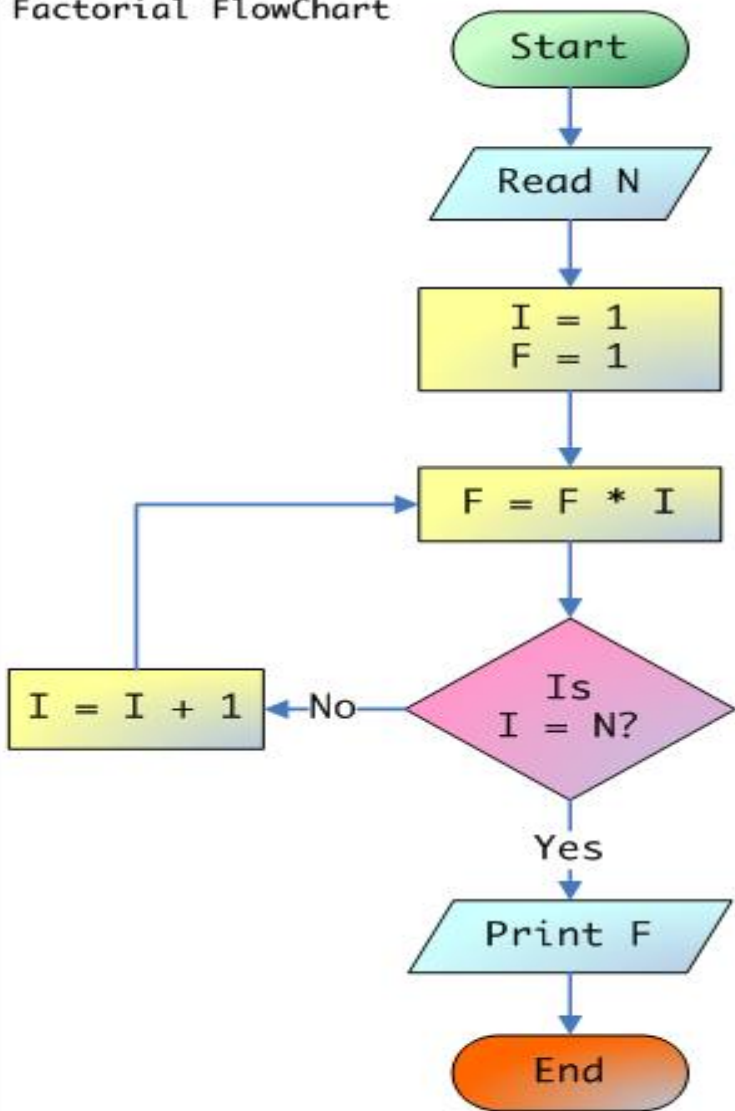 Factorial FlowChart
Start
Read N
I = 1
F = 1
F = F * I
Is
I = N?
No
I = I + 1
Yes
Print F
End